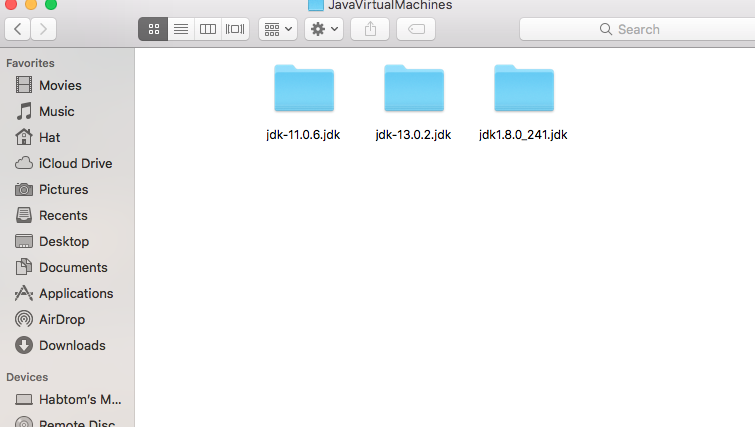 JavaVirtualMachines
Search
Favorites
Movies
Music
Hat
iCloud Drive
Pictures
Recents
Desktop
Documents
Applications
AirDrop
Downloads
Devices
Habtom's M...
Remote Disc
jdk-11.0.6.jdk
jdk-13.0.2.jdk
jdk1.8.0_241.jdk